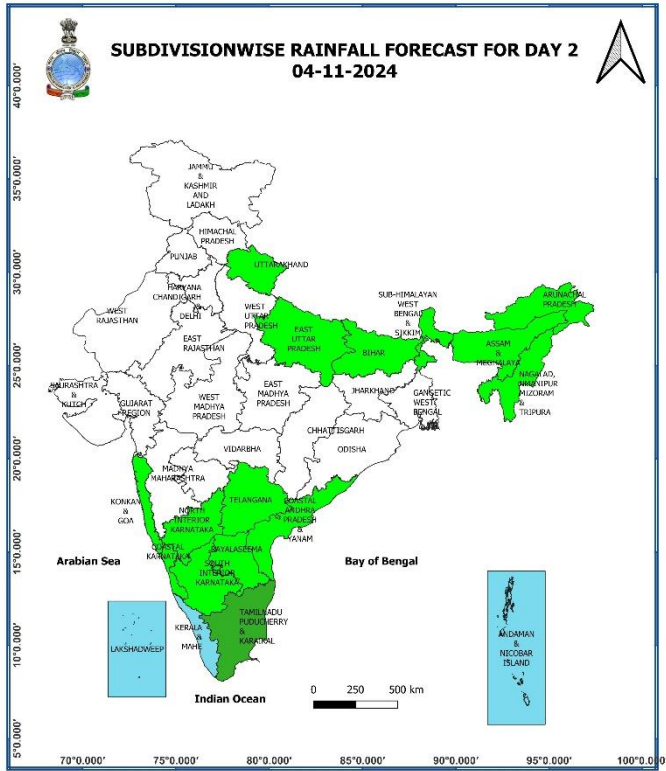 SUBDIVISIONWISE RAINFALL FORECAST FOR DAY 2
04-11-2024
40°0.000'
35°0.000'
30°0.000'
25°0.000'
20°0.000'
15°0.000'
10°0.000'
5°0.000'
JAMMU
&
KASHMIR
AND
LADAKH
HIMACHAL
PRADESH
PUNJAB
UTTARAKHAND
HARYANA
CHANDIGARH
&
DELHI
WEST
RAJASTHAN
WEST
UTTAR
PRADESH
EAST
RAJASTHAN
EAST
UTTAR
PRADESH
BIHAR
SUB-HIMALAYAN
WEST
BENGAL
&
SIKKIM
ARUNACHAL
PRADESH
ASSAM
&
MEGHALAYA
NAGALAD,
MANIPUR
MIZORAM
&
TRIPURA
SAURASHTRA
&
KUTCH
GUJARAT
REGION
WEST
MADHYA
PRADESH
EAST
MADHYA
PRADESH
JHARKHAND
GANGETIC
WEST
BENGAL
CHHATTISGARH
ODISHA
VIDARBHA
MADHYA
MAHARASHTRA
KONKAN
&
GOA
TELANGANA
COASTAL
ANDHRA
PRADESH
&
YANAM
NORTH
INTERIOR
KARNATAKA
COASTAL
KARNATAKA
RAYALASEEMA
SOUTH
INTERIOR
KARNATAKA
TAMILNADU
PUDUCHERRY
&
KARAIKAL
KERALA
&
MAHE
LAKSHADWEEP
ANDAMAN
&
NICOBAR
ISLAND
Arabian Sea
Bay of Bengal
Indian Ocean
0 250 500 km
70°0.000' 75°0.000' 80°0.000' 85°0.000' 90°0.000' 95°0.000' 100°0.000'